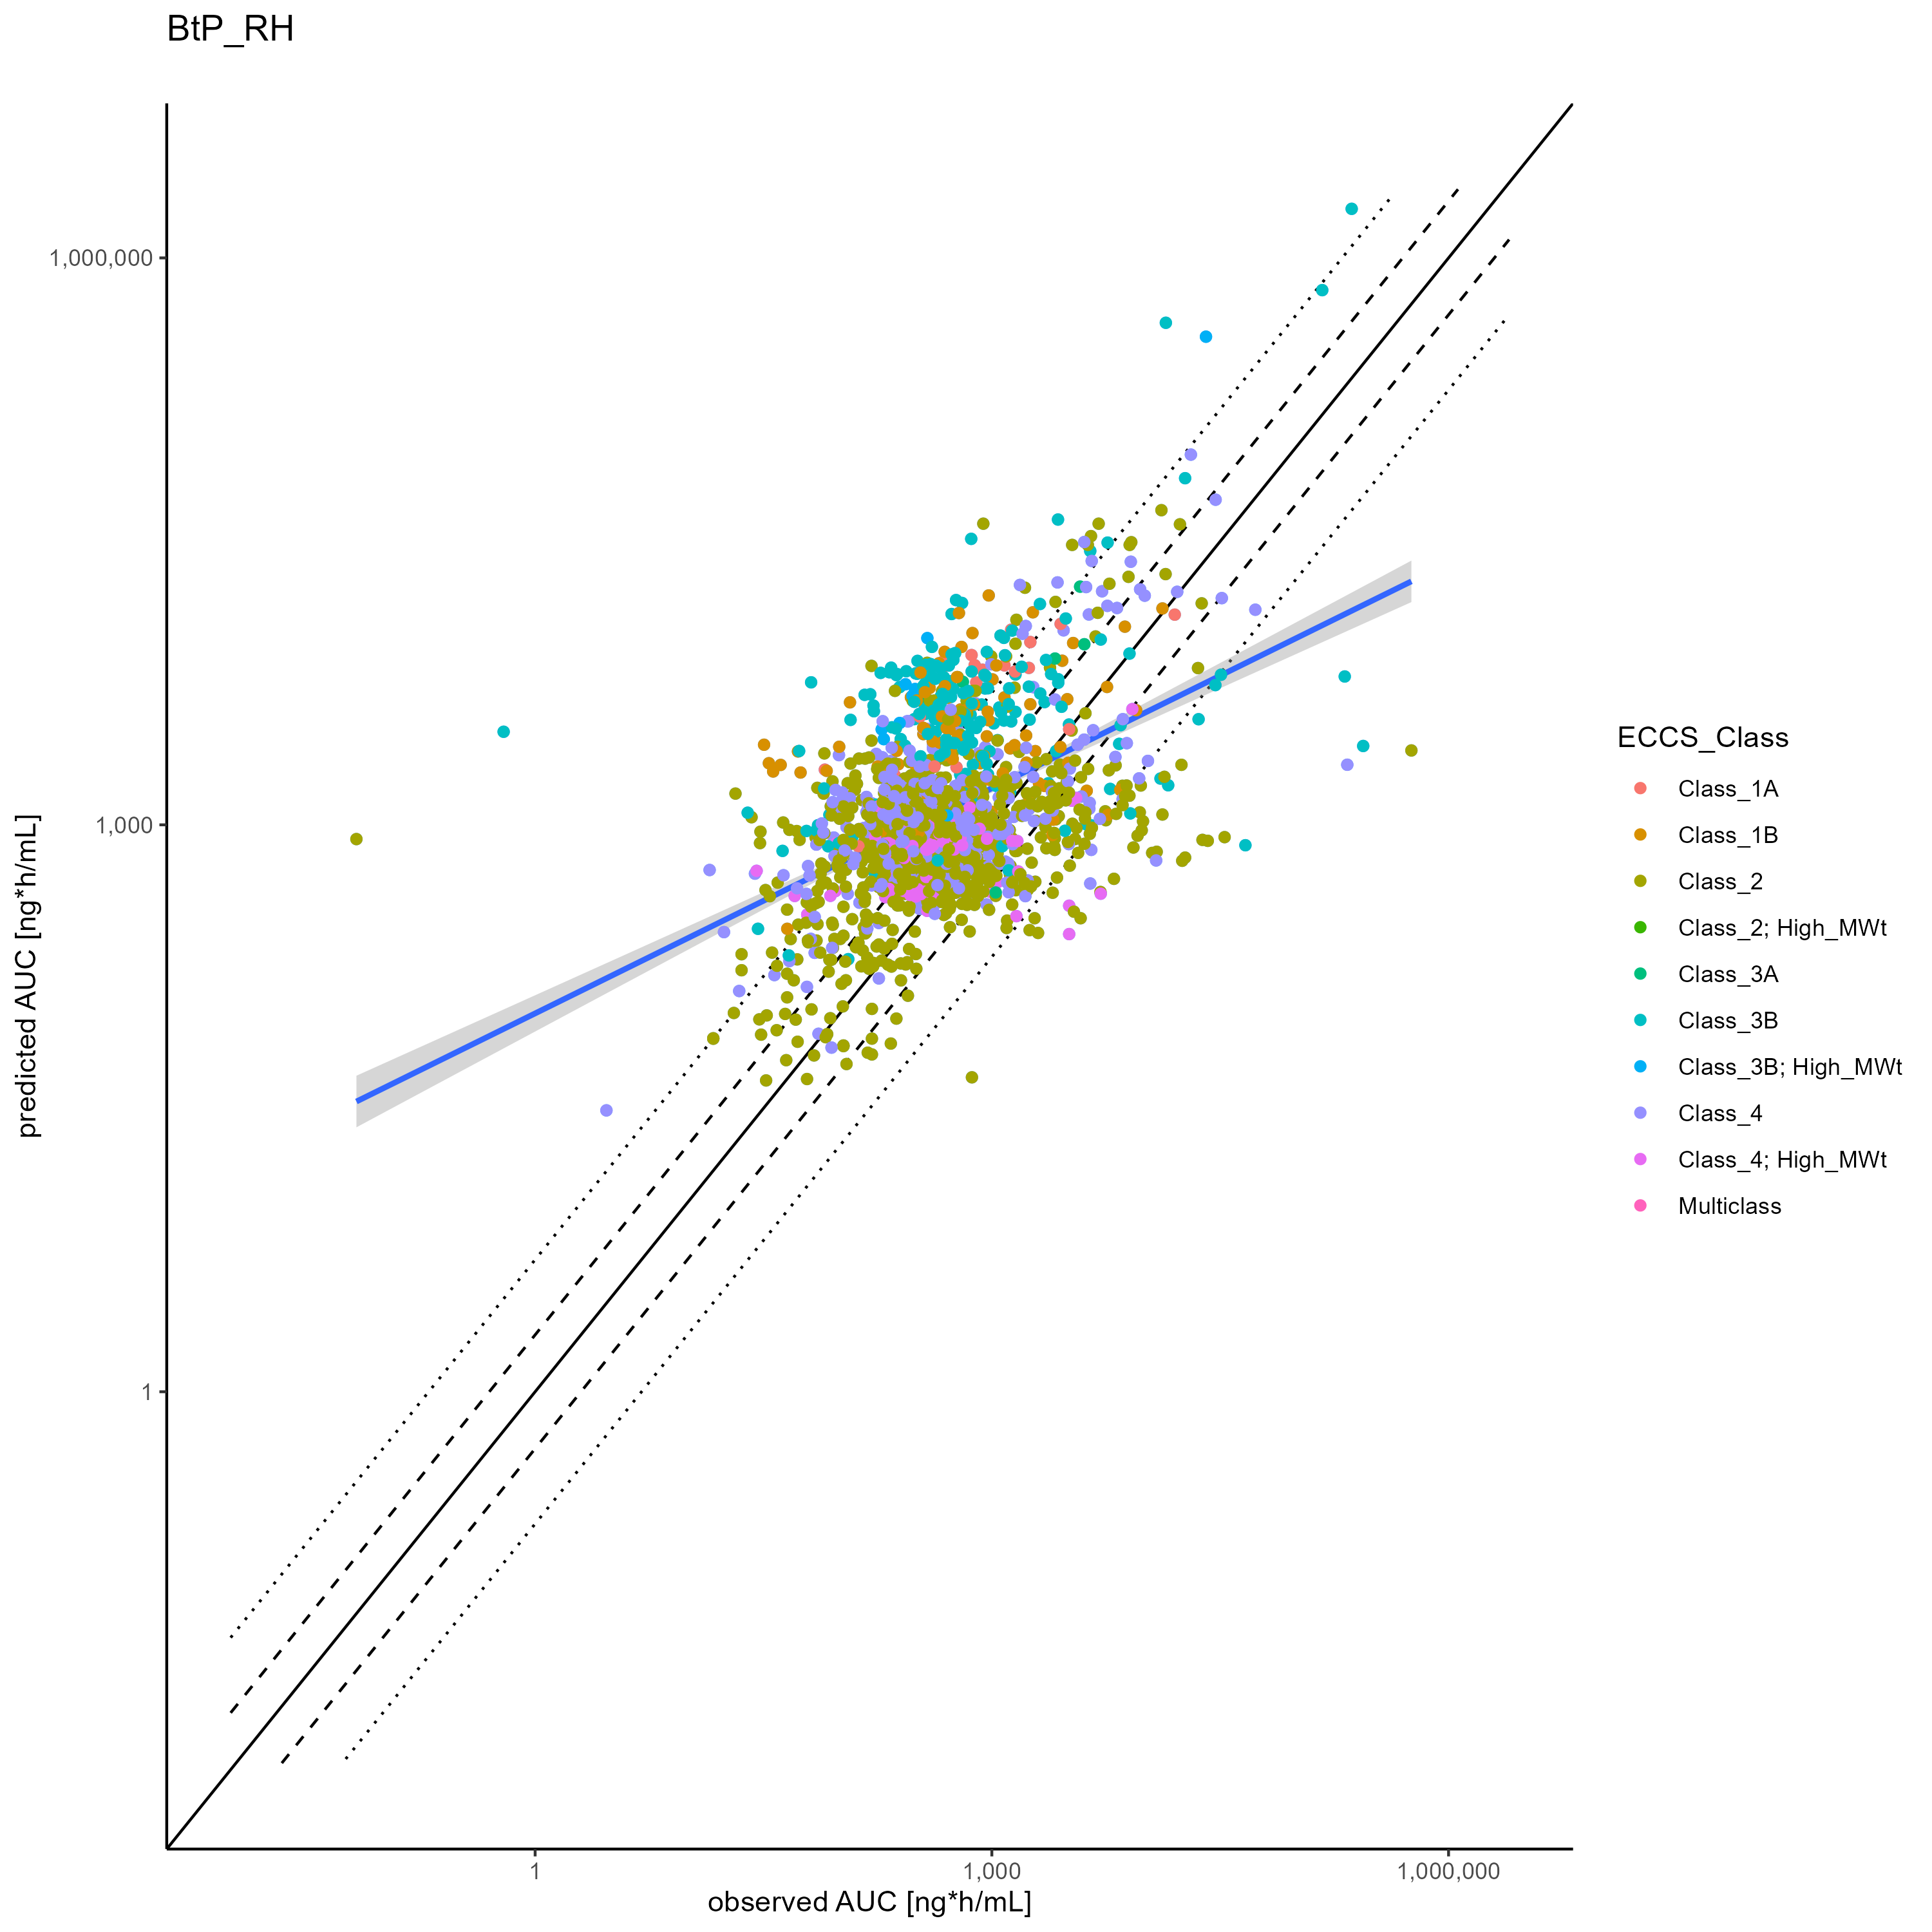 BtP_RH
1,000,000
1,000
1
predicted AUC [ng*h/mL]
1
1,000
1,000,000
observed AUC [ng*h/mL]
ECCS_Class
Class_1A
Class_1B
Class_2
Class_2; High_MWt
Class_3A
Class_3B
Class_3B; High_MWt
Class_4
Class_4; High_MWt
Multiclass